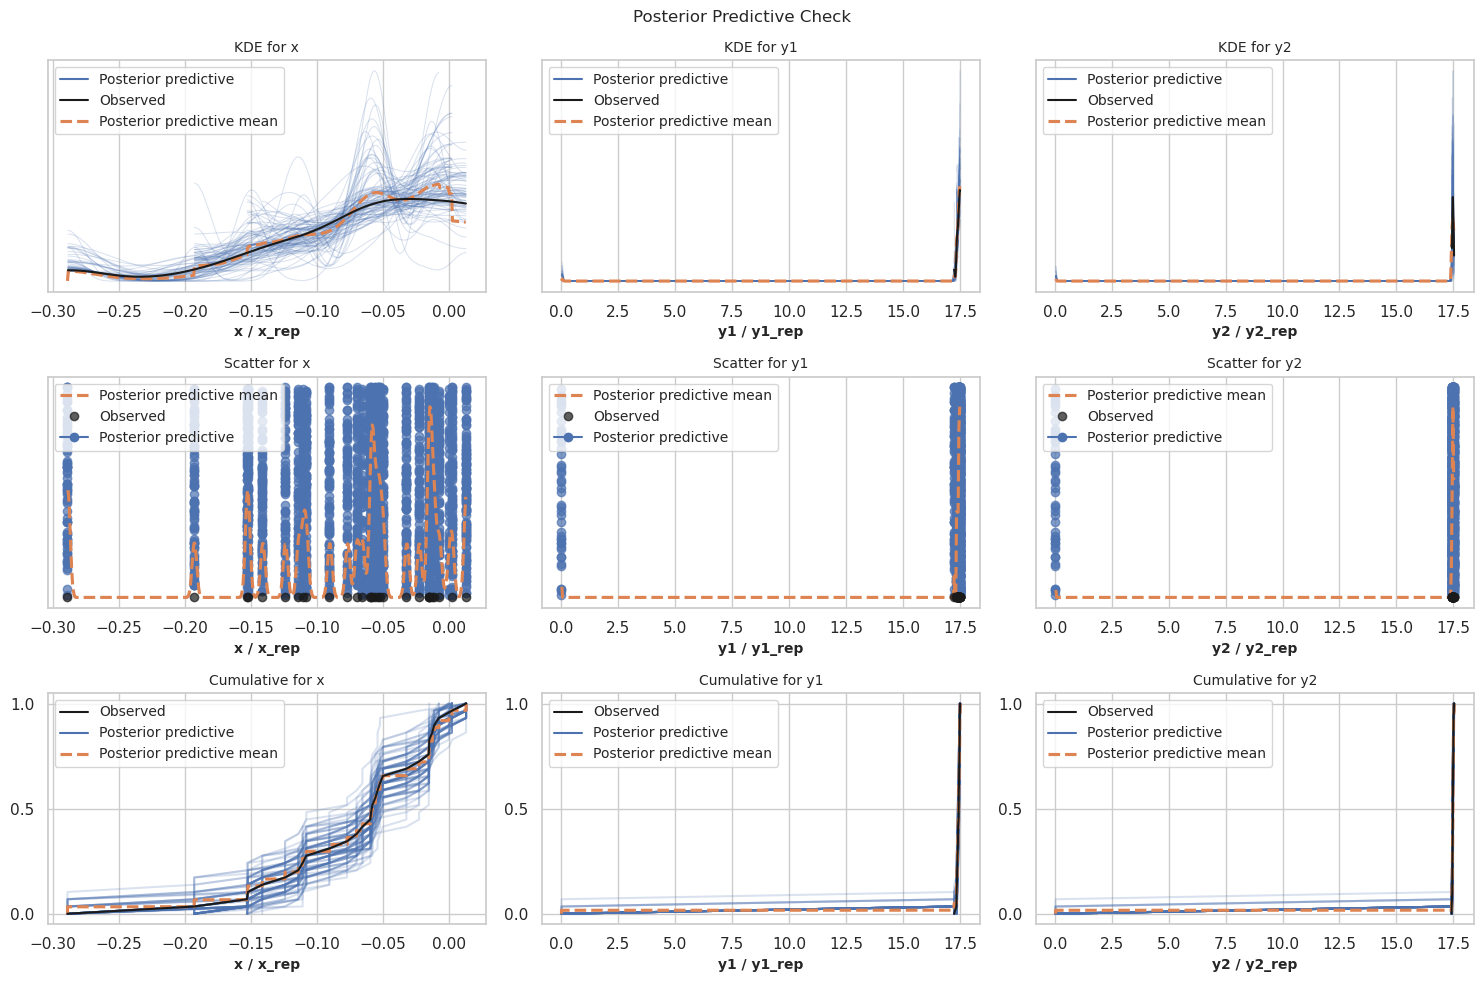 Posterior Predictive Check
KDE for x
Posterior predictive
Observed
Posterior predictive mean
−0.30 −0.25 −0.20 −0.15 −0.10 −0.05 0.00
x / x_rep
KDE for y1
Posterior predictive
Observed
Posterior predictive mean
0.0 2.5 5.0 7.5 10.0 12.5 15.0 17.5
y1 / y1_rep
KDE for y2
Posterior predictive
Observed
Posterior predictive mean
0.0 2.5 5.0 7.5 10.0 12.5 15.0 17.5
y2 / y2_rep
Scatter for x
Posterior predictive mean
Observed
Posterior predictive
−0.30 −0.25 −0.20 −0.15 −0.10 −0.05 0.00
x / x_rep
Scatter for y1
Posterior predictive mean
Observed
Posterior predictive
0.0 2.5 5.0 7.5 10.0 12.5 15.0 17.5
y1 / y1_rep
Scatter for y2
Posterior predictive mean
Observed
Posterior predictive
0.0 2.5 5.0 7.5 10.0 12.5 15.0 17.5
y2 / y2_rep
Cumulative for x
1.0
0.5
0.0
Observed
Posterior predictive
Posterior predictive mean
−0.30 −0.25 −0.20 −0.15 −0.10 −0.05 0.00
x / x_rep
Cumulative for y1
1.0
0.5
0.0
Observed
Posterior predictive
Posterior predictive mean
0.0 2.5 5.0 7.5 10.0 12.5 15.0 17.5
y1 / y1_rep
Cumulative for y2
1.0
0.5
0.0
Observed
Posterior predictive
Posterior predictive mean
0.0 2.5 5.0 7.5 10.0 12.5 15.0 17.5
y2 / y2_rep